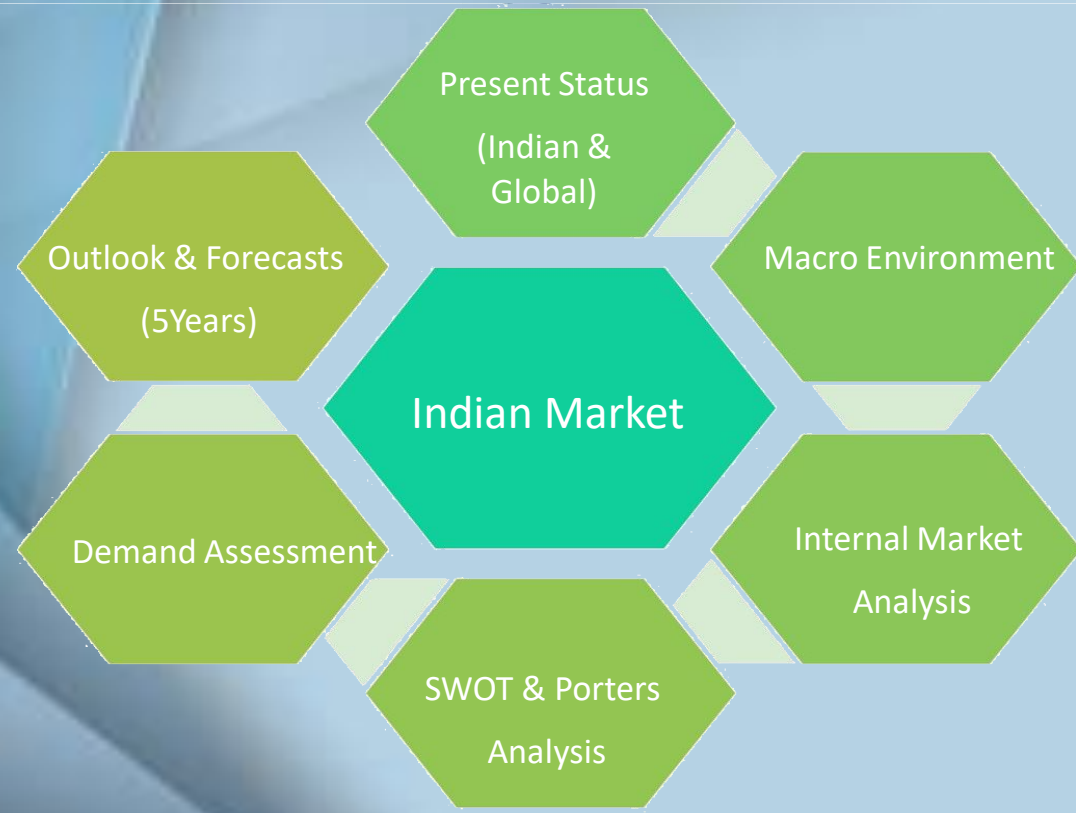 Present Status
(Indian &
Global)
Macro Environment
Internal Market
Analysis
SWOT & Porters
Analysis
Demand Assessment
Outlook & Forecasts
(5Years)
Indian Market